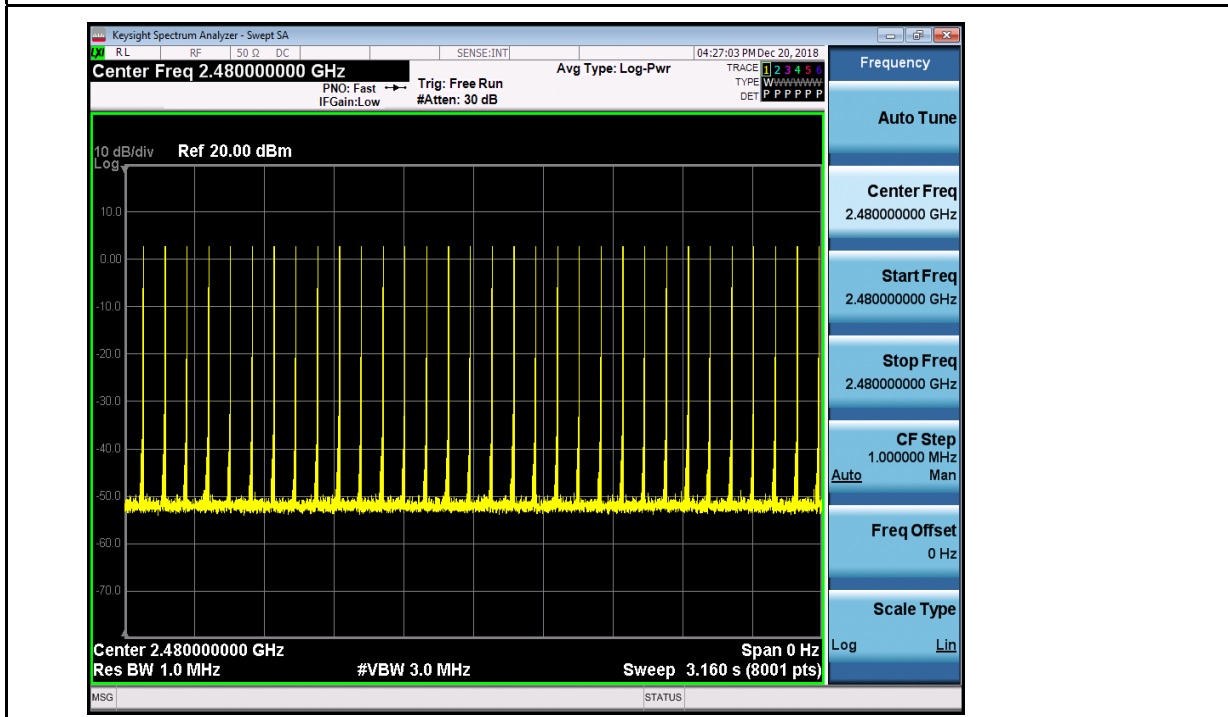 Keysight Spectrum Analyzer - Swept SA
LXI RL RF 50 Ω DC SENSE:INT 04:27:03 PM Dec 20, 2018
Center Freq 2.480000000 GHz
PNO: Fast
IFGain:Low
Trig: Free Run
#Atten: 30 dB
Avg Type: Log-Pwr
TRACE 1 2 3 4 5 6
TYPE WWWWWW
DET P P P P P P
10 dB/div Ref 20.00 dBm
Log
10.0
0.00
-10.0
-20.0
-30.0
-40.0
-50.0
-60.0
-70.0
Center 2.480000000 GHz Span 0 Hz
Res BW 1.0 MHz #VBW 3.0 MHz Sweep 3.160 s (8001 pts)
MSG STATUS
Frequency
Auto Tune
Center Freq
2.480000000 GHz
Start Freq
2.480000000 GHz
Stop Freq
2.480000000 GHz
CF Step
1.000000 MHz
Auto Man
Freq Offset
0 Hz
Scale Type
Log Lin